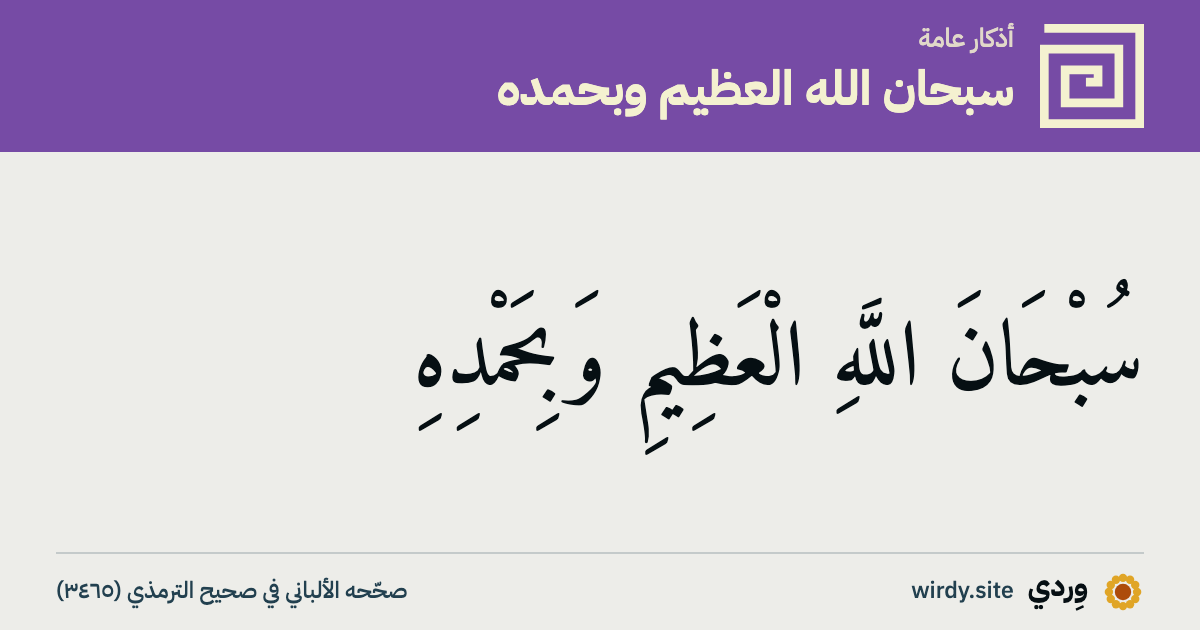 أذكار عامة
سبحان الله العظيم وبحمده
سُبْحَانَ اللَّهِ الْعَظِيمِ وَبِحَمْدِهِ
وِردي wirdy.site
صحّحه الألباني في صحيح الترمذي (٣٤٦٥)